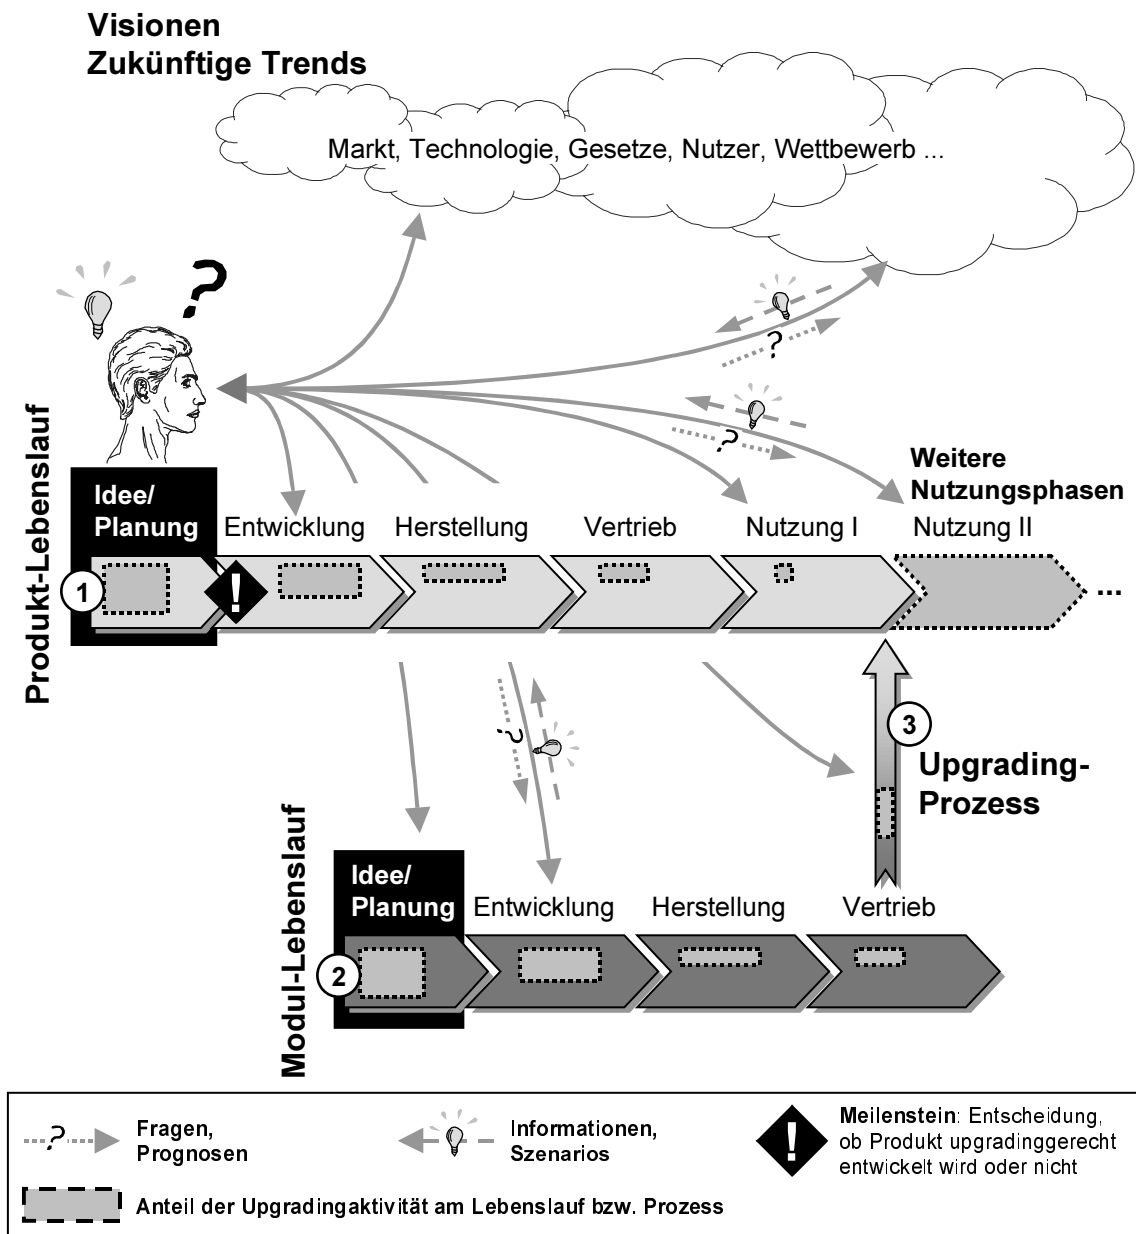 Visionen
Zukünftige Trends
Markt, Technologie, Gesetze, Nutzer, Wettbewerb ...
?
?
?
Produkt-Lebenslauf
Idee/
Planung
Entwicklung
Herstellung
Vertrieb
Nutzung I
Weitere
Nutzungsphasen
Nutzung II
1
!
...
?
3
Upgrading-
Prozess
Modul-Lebenslauf
Idee/
Planung
Entwicklung
Herstellung
Vertrieb
2
?
Fragen,
Prognosen
Informationen,
Szenarios
!
Meilenstein: Entscheidung,
ob Produkt upgradinggerecht
entwickelt wird oder nicht
Anteil der Upgradingaktivität am Lebenslauf bzw. Prozess